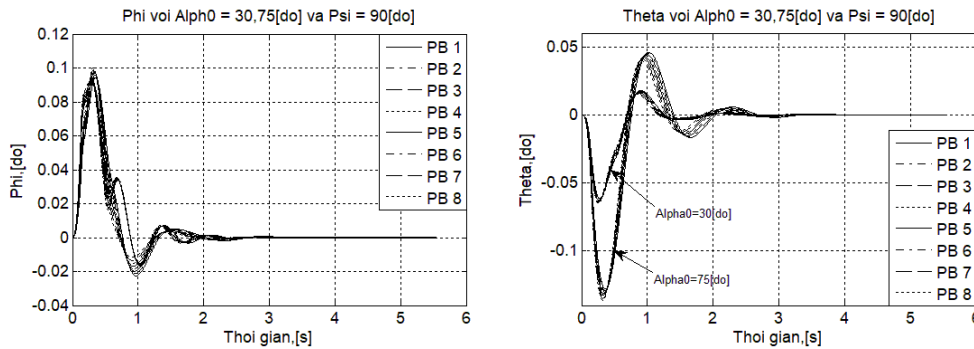 Phi voi Alph0 = 30,75[do] va Psi = 90[do]
0.12
0.1
0.08
0.06
0.04
0.02
0
-0.02
-0.04
Phi,[do]
0
1
2
3
4
5
6
Thoi gian,[s]
PB 1
PB 2
PB 3
PB 4
PB 5
PB 6
PB 7
PB 8
Theta voi Alph0 = 30,75[do] va Psi = 90[do]
0.05
0
-0.05
-0.1
Theta,[do]
0
1
2
3
4
5
6
Thoi gian,[s]
Alpha0=30[do]
Alpha0=75[do]
PB 1
PB 2
PB 3
PB 4
PB 5
PB 6
PB 7
PB 8